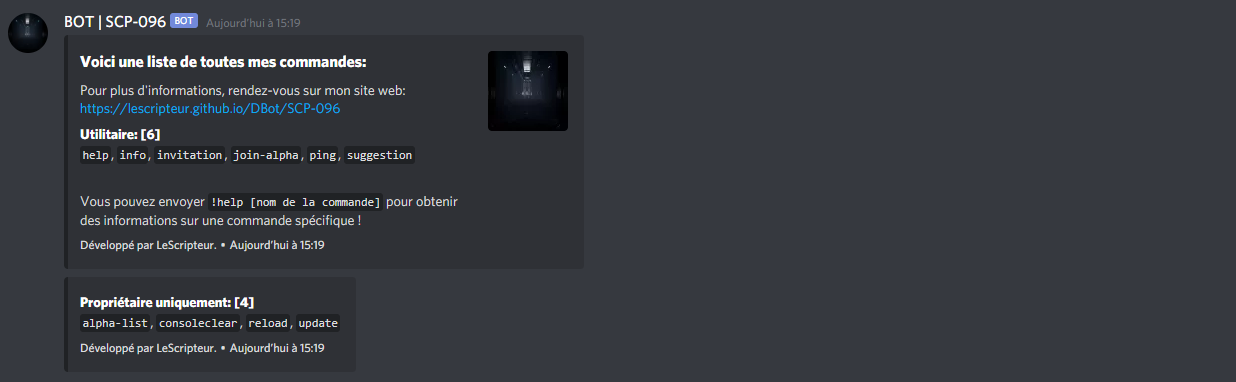 BOT | SCP-096 BOT Aujourd'hui à 15:19
Voici une liste de toutes mes commandes:
Pour plus d'informations, rendez-vous sur mon site web:
https://lescripteur.github.io/DBot/SCP-096
Utilitaire: [6]
help, info, invitation, join-alpha, ping, suggestion
Vous pouvez envoyer !help [nom de la commande] pour obtenir
des informations sur une commande spécifique !
Développé par LeScripteur. • Aujourd'hui à 15:19
Propriétaire uniquement: [4]
alpha-list, consoleclear, reload, update
Développé par LeScripteur. • Aujourd'hui à 15:19